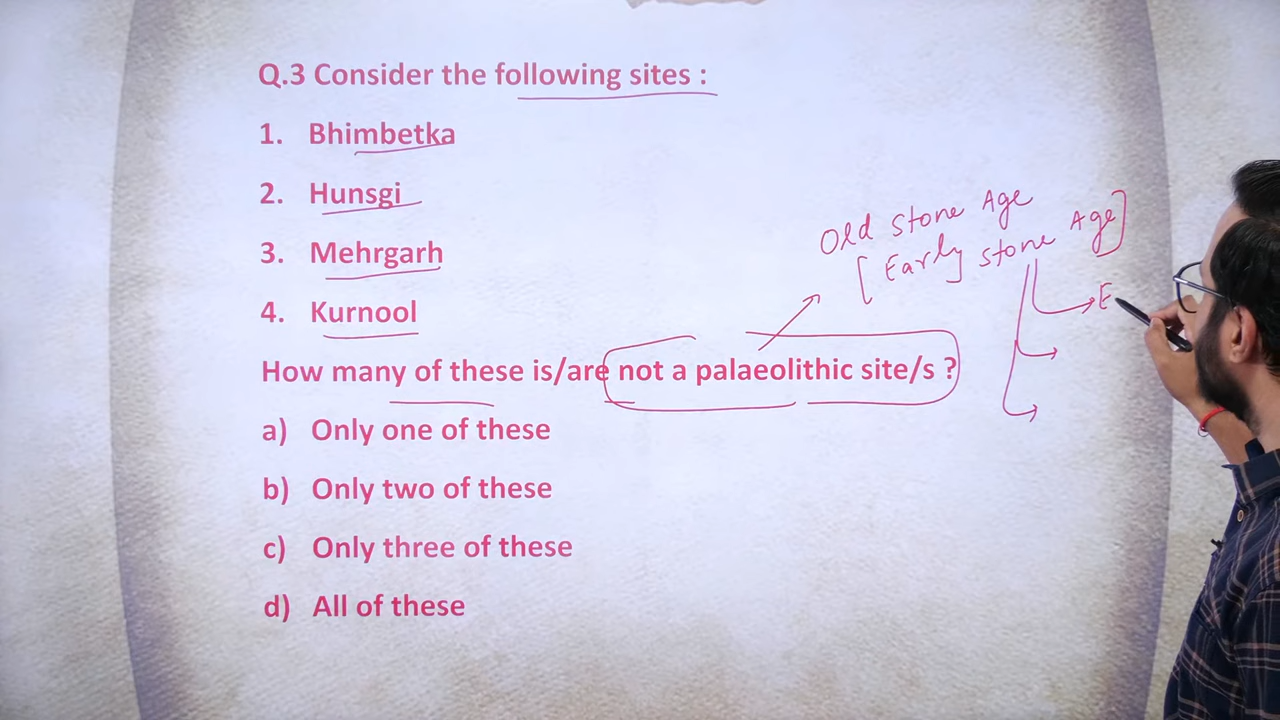 Q.3 Consider the following sites :
1. Bhimbetka
2. Hunsgi
3. Mehrgarh
4. Kurnool
How many of these is/are not a palaeolithic site/s ?
a) Only one of these
b) Only two of these
c) Only three of these
d) All of these
Old Stone Age
[Early] Stone Age]
E